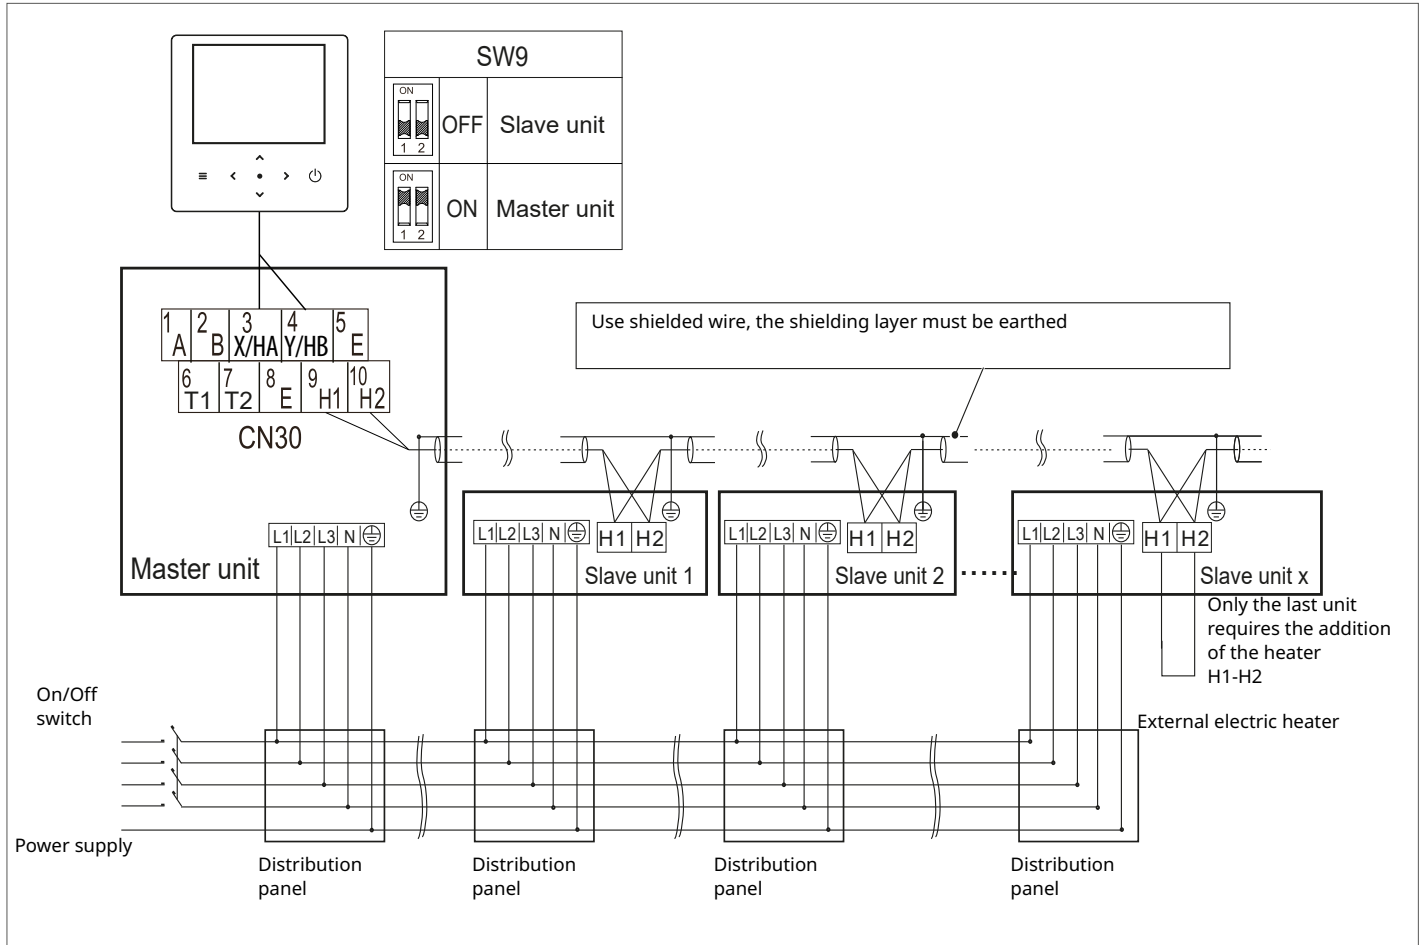 SW9
ON
1 2
OFF
Slave unit
ON
1 2
ON
Master unit
Use shielded wire, the shielding layer must be earthed
1 A 2 B 3 X/HA 4 Y/HB 5 E
6 T1 7 T2 8 E 9 H1 10 H2
CN30
L1 L2 L3 N
Master unit
L1 L2 L3 N
H1 H2
Slave unit 1
L1 L2 L3 N
H1 H2
Slave unit 2
L1 L2 L3 N
H1 H2
Slave unit x
Only the last unit
requires the addition
of the heater
H1-H2
On/Off
switch
External electric heater
Power supply
Distribution
panel
Distribution
panel
Distribution
panel
Distribution
panel